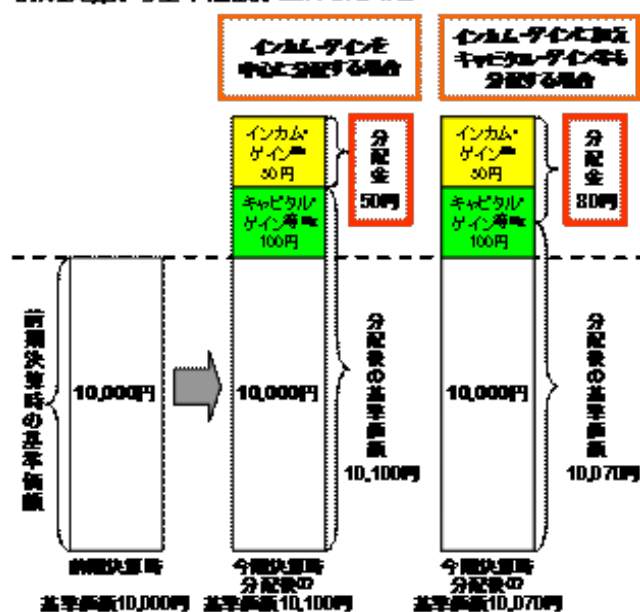 インカム・ゲインを
中心に分配する場合
インカム・ゲインに加え
キャピタル・ゲイン等も
分配する場合
インカム・
ゲイン
50円
分配金
50円
インカム・
ゲイン
50円
分配金
80円
キャピタル・
ゲイン等
100円
キャピタル・
ゲイン等
100円
前期決算時の基準価額
10,000円
10,000円
分配後の基準価額
10,100円
10,000円
分配後の基準価額
10,070円
前期決算時
基準価額10,000円
今期決算時
分配後の
基準価額10,100円
今期決算時
分配後の
基準価額10,070円